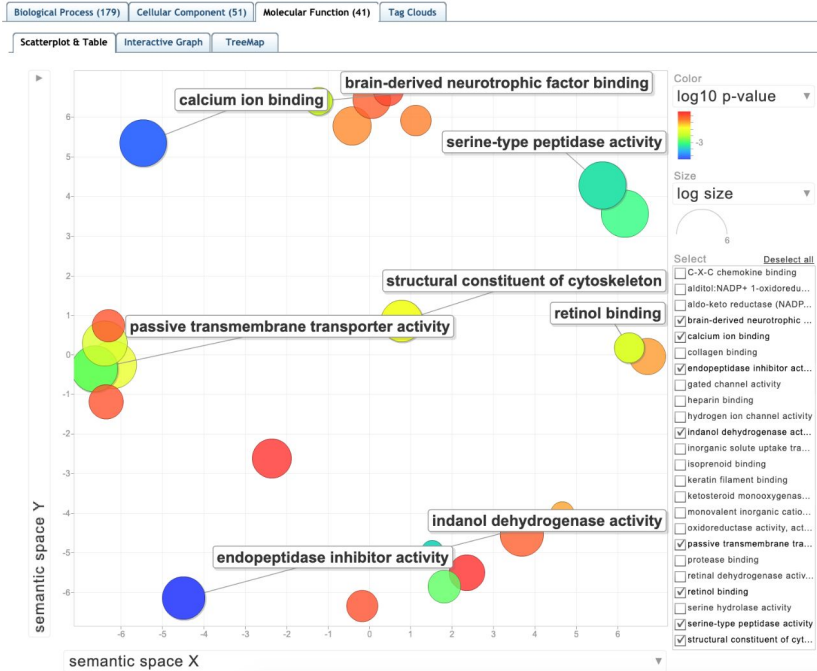 Biological Process (179)
Cellular Component (51)
Molecular Function (41)
Tag Clouds
Scatterplot & Table
Interactive Graph
TreeMap
brain-derived neurotrophic factor binding
calcium ion binding
serine-type peptidase activity
structural constituent of cytoskeleton
retinol binding
passive transmembrane transporter activity
indanol dehydrogenase activity
endopeptidase inhibitor activity
6
5
4
3
2
1
0
-1
-2
-3
-4
-5
-6
-6
-5
-4
-3
-2
-1
0
1
2
3
4
5
6
semantic space Y
semantic space X
Color
log10 p-value
-3
Size
log size
6
Select
Deselect all
C-X-C chemokine binding
alditol:NADP+ 1-oxidoredu...
aldo-keto reductase (NADP...
brain-derived neurotrophic ...
calcium ion binding
collagen binding
endopeptidase inhibitor act...
gated channel activity
heparin binding
hydrogen ion channel activity
indanol dehydrogenase act...
inorganic solute uptake tra...
isoprenoid binding
keratin filament binding
ketosteroid monooxygenas...
monovalent inorganic catio...
oxidoreductase activity, act...
passive transmembrane tra...
protease binding
retinal dehydrogenase activ...
retinol binding
serine hydrolase activity
serine-type peptidase activity
structural constituent of cyt...